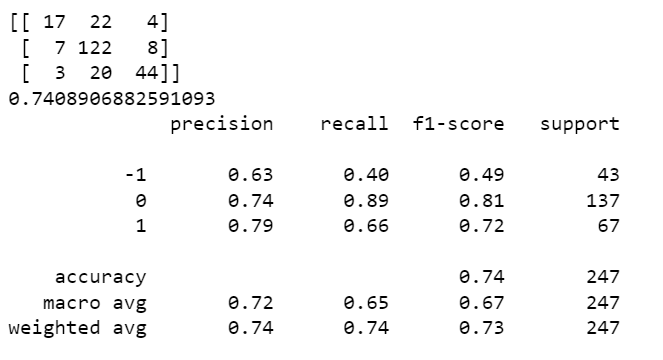 [[ 17 22 4]
[ 7 122 8]
[ 3 20 44]]
0.7408906882591093
precision recall f1-score support
-1 0.63 0.40 0.49 43
0 0.74 0.89 0.81 137
1 0.79 0.66 0.72 67
accuracy 0.74 247
macro avg 0.72 0.65 0.67 247
weighted avg 0.74 0.74 0.73 247